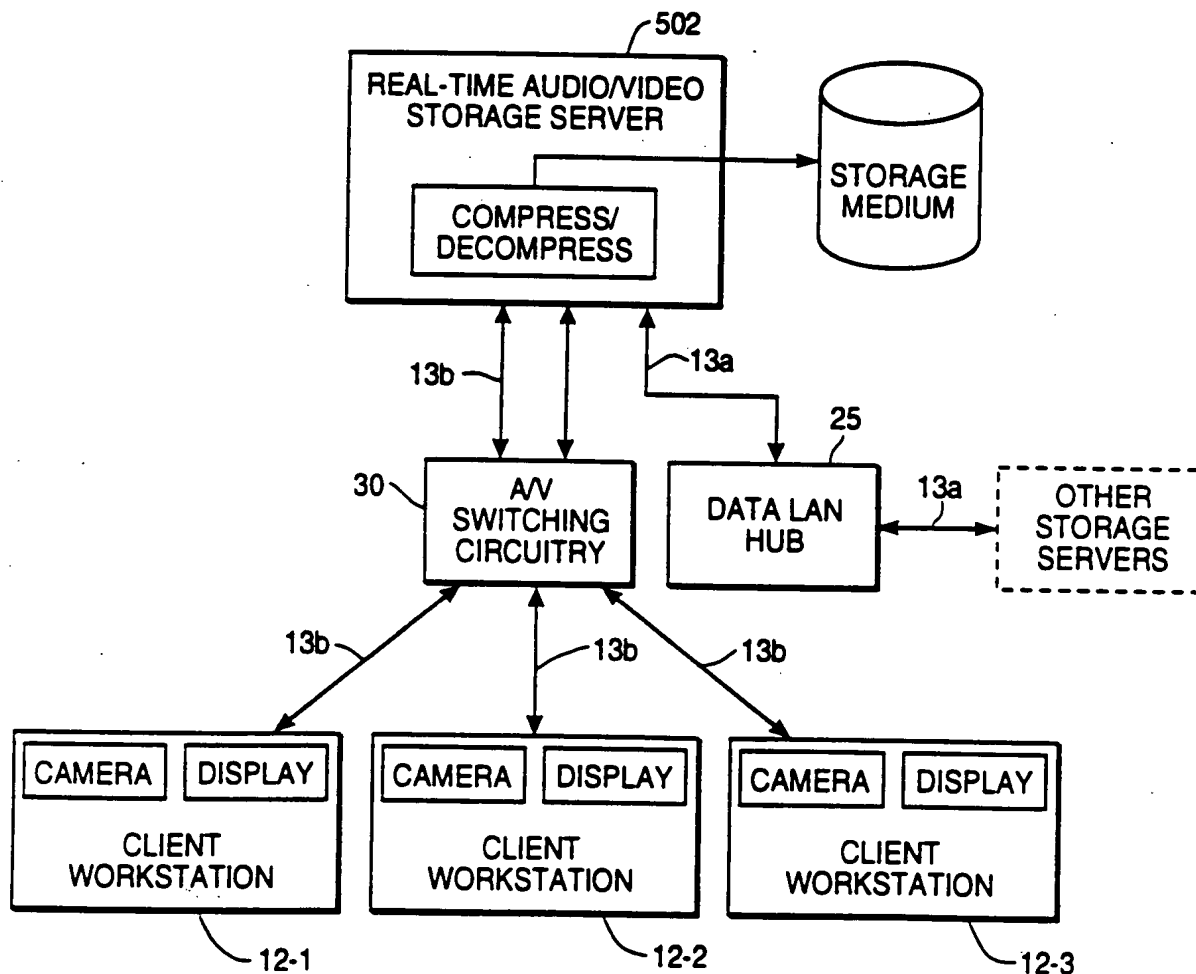 502
REAL-TIME AUDIO/VIDEO
STORAGE SERVER
COMPRESS/
DECOMPRESS
STORAGE
MEDIUM
13b
13a
25
30
A/V
SWITCHING
CIRCUITRY
DATA LAN
HUB
13a
OTHER
STORAGE
SERVERS
13b
13b
13b
CAMERA
DISPLAY
CLIENT
WORKSTATION
CAMERA
DISPLAY
CLIENT
WORKSTATION
CAMERA
DISPLAY
CLIENT
WORKSTATION
12-1
12-2
12-3